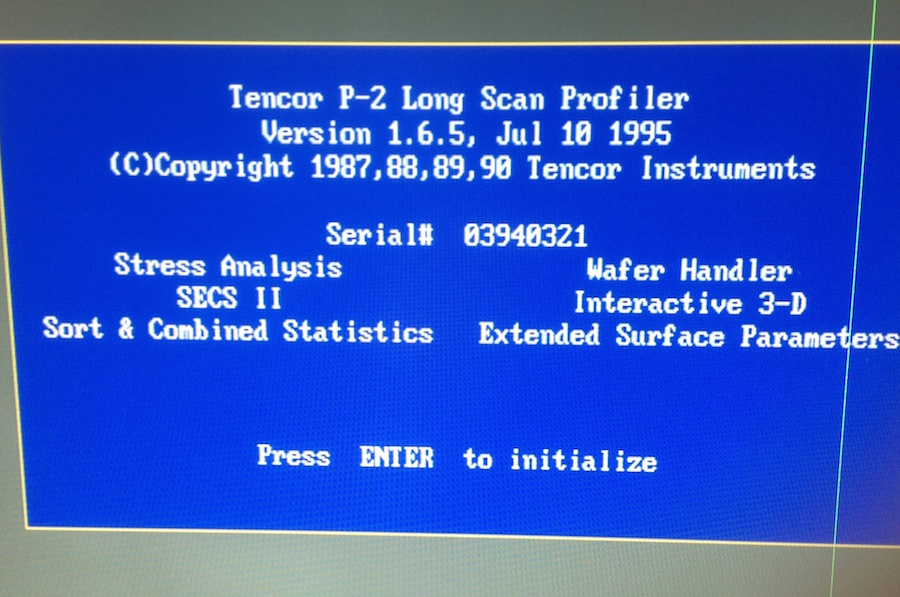 Tencor P-2 Long Scan Profiler
Version 1.6.5, Jul 10 1995
(C)Copyright 1987,88,89,90 Tencor Instruments
Serial# 03940321
Stress Analysis Wafer Handler
SECS II Interactive 3-D
Sort & Combined Statistics Extended Surface Parameters
Press ENTER to initialize